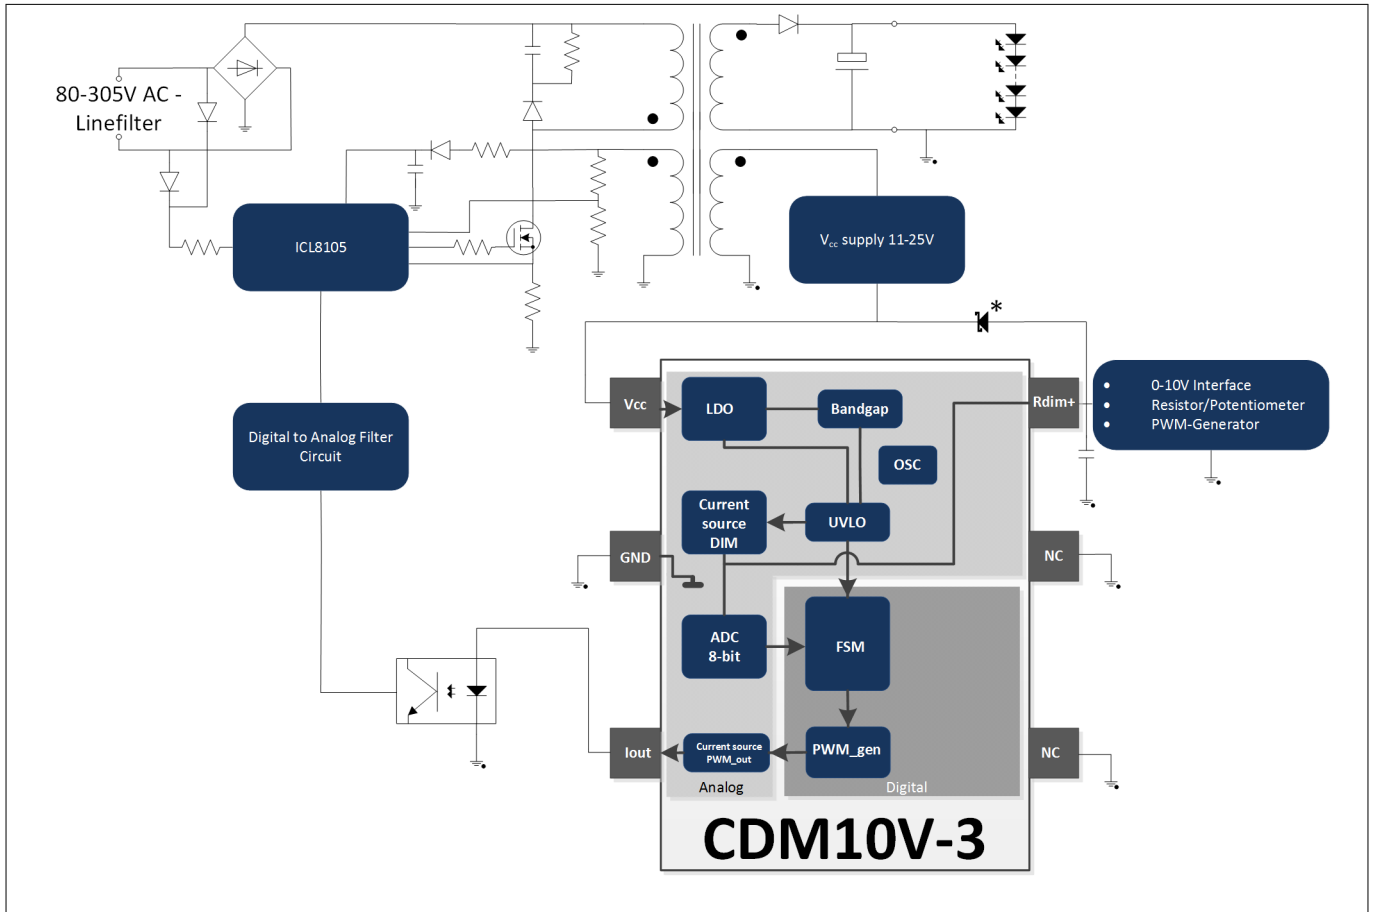 80-305V AC -
Linefilter
ICL8105
Vcc supply 11-25V
*
Vcc
LDO
Bandgap
Rdim+
• 0-10V Interface
• Resistor/Potentiometer
• PWM-Generator
Digital to Analog Filter
Circuit
OSC
Current
source
DIM
UVLO
GND
NC
ADC
8-bit
FSM
Iout
Current source
PWM_out
PWM_gen
NC
Analog
Digital
CDM10V-3